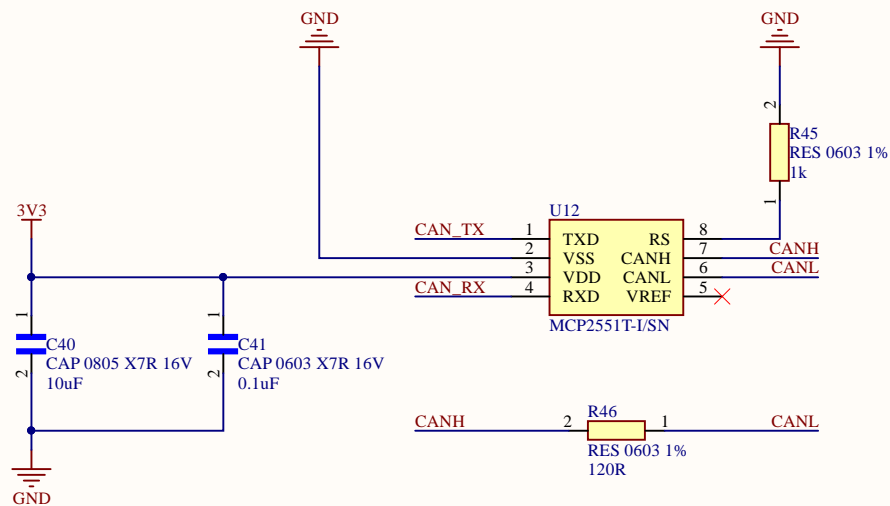 GND
GND
2
R45
RES 0603 1%
1k
1
3V3
U12
CAN_TX
1
TXD
RS
8
2
VSS
CANH
7
CANH
3
VDD
CANL
6
CANL
CAN_RX
4
RXD
VREF
5
MCP2551T-I/SN
1
C40
CAP 0805 X7R 16V
10uF
2
1
C41
CAP 0603 X7R 16V
0.1uF
2
CANH
2
R46
1
CANL
RES 0603 1%
120R
GND